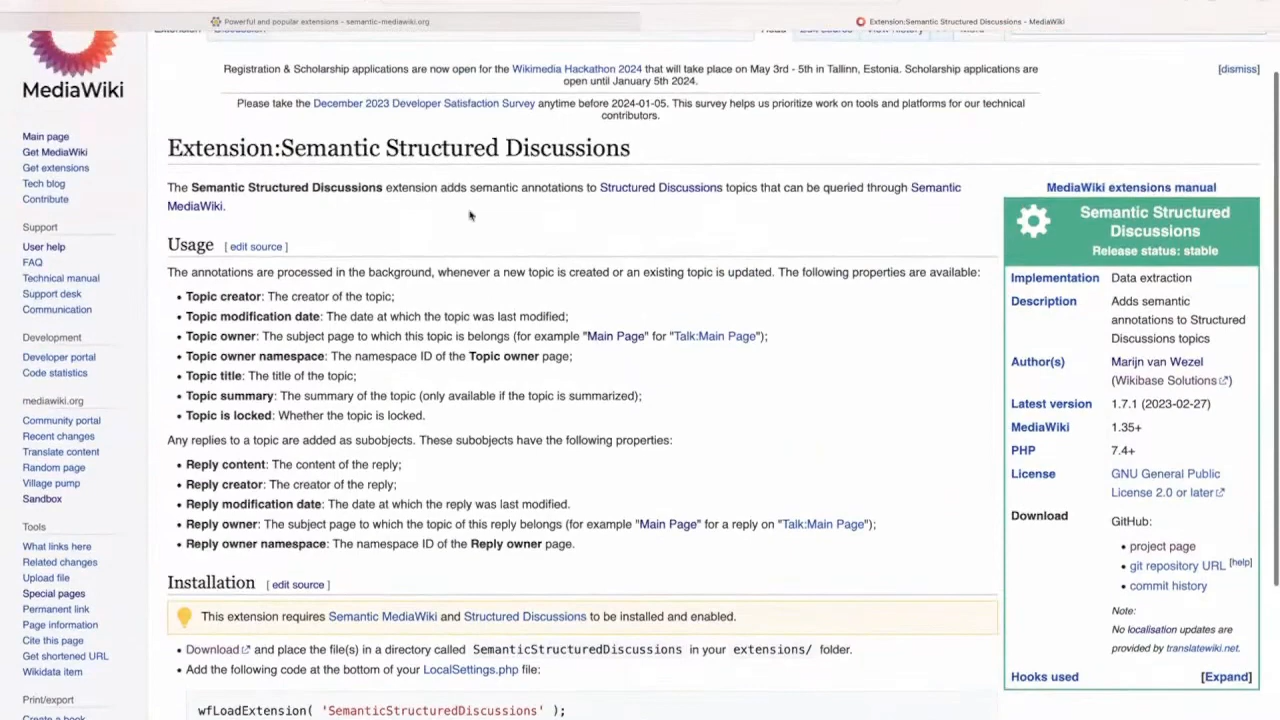 Powerful and popular extensions - semantic-mediawiki.org
Extension:Semantic Structured Discussions - MediaWiki
MediaWiki
Registration & Scholarship applications are now open for the Wikimedia Hackathon 2024 that will take place on May 3rd - 5th in Tallinn, Estonia. Scholarship applications are
open until January 5th 2024.
[dismiss]
Please take the December 2023 Developer Satisfaction Survey anytime before 2024-01-05. This survey helps us prioritize work on tools and platforms for our technical
contributors.
Main page
Get MediaWiki
Get extensions
Tech blog
Contribute
Support
User help
FAQ
Technical manual
Support desk
Communication
Development
Developer portal
Code statistics
mediawiki.org
Community portal
Recent changes
Translate content
Random page
Village pump
Sandbox
Tools
What links here
Related changes
Upload file
Special pages
Permanent link
Page information
Cite this page
Get shortened URL
Wikidata item
Print/export
Extension:Semantic Structured Discussions
The Semantic Structured Discussions extension adds semantic annotations to Structured Discussions topics that can be queried through Semantic
MediaWiki.
Usage [ edit source ]
The annotations are processed in the background, whenever a new topic is created or an existing topic is updated. The following properties are available:
• Topic creator: The creator of the topic;
• Topic modification date: The date at which the topic was last modified;
• Topic owner: The subject page to which this topic is belongs (for example "Main Page" for "Talk:Main Page");
• Topic owner namespace: The namespace ID of the Topic owner page;
• Topic title: The title of the topic;
• Topic summary: The summary of the topic (only available if the topic is summarized);
• Topic is locked: Whether the topic is locked.
Any replies to a topic are added as subobjects. These subobjects have the following properties:
• Reply content: The content of the reply;
• Reply creator: The creator of the reply;
• Reply modification date: The date at which the reply was last modified.
• Reply owner: The subject page to which the topic of this reply belongs (for example "Main Page" for a reply on "Talk:Main Page");
• Reply owner namespace: The namespace ID of the Reply owner page.
Installation [ edit source ]
This extension requires Semantic MediaWiki and Structured Discussions to be installed and enabled.
• Download and place the file(s) in a directory called SemanticStructuredDiscussions in your extensions/ folder.
• Add the following code at the bottom of your LocalSettings.php file:
wfLoadExtension( 'SemanticStructuredDiscussions' );
MediaWiki extensions manual
Semantic Structured
Discussions
Release status: stable
Implementation Data extraction
Description Adds semantic
annotations to Structured
Discussions topics
Author(s) Marijn van Wezel
(Wikibase Solutions)
Latest version 1.7.1 (2023-02-27)
MediaWiki 1.35+
PHP 7.4+
License GNU General Public
License 2.0 or later
Download GitHub:
• project page
• git repository URL [help]
• commit history
Note:
No localisation updates are
provided by translatewiki.net.
Hooks used [Expand]